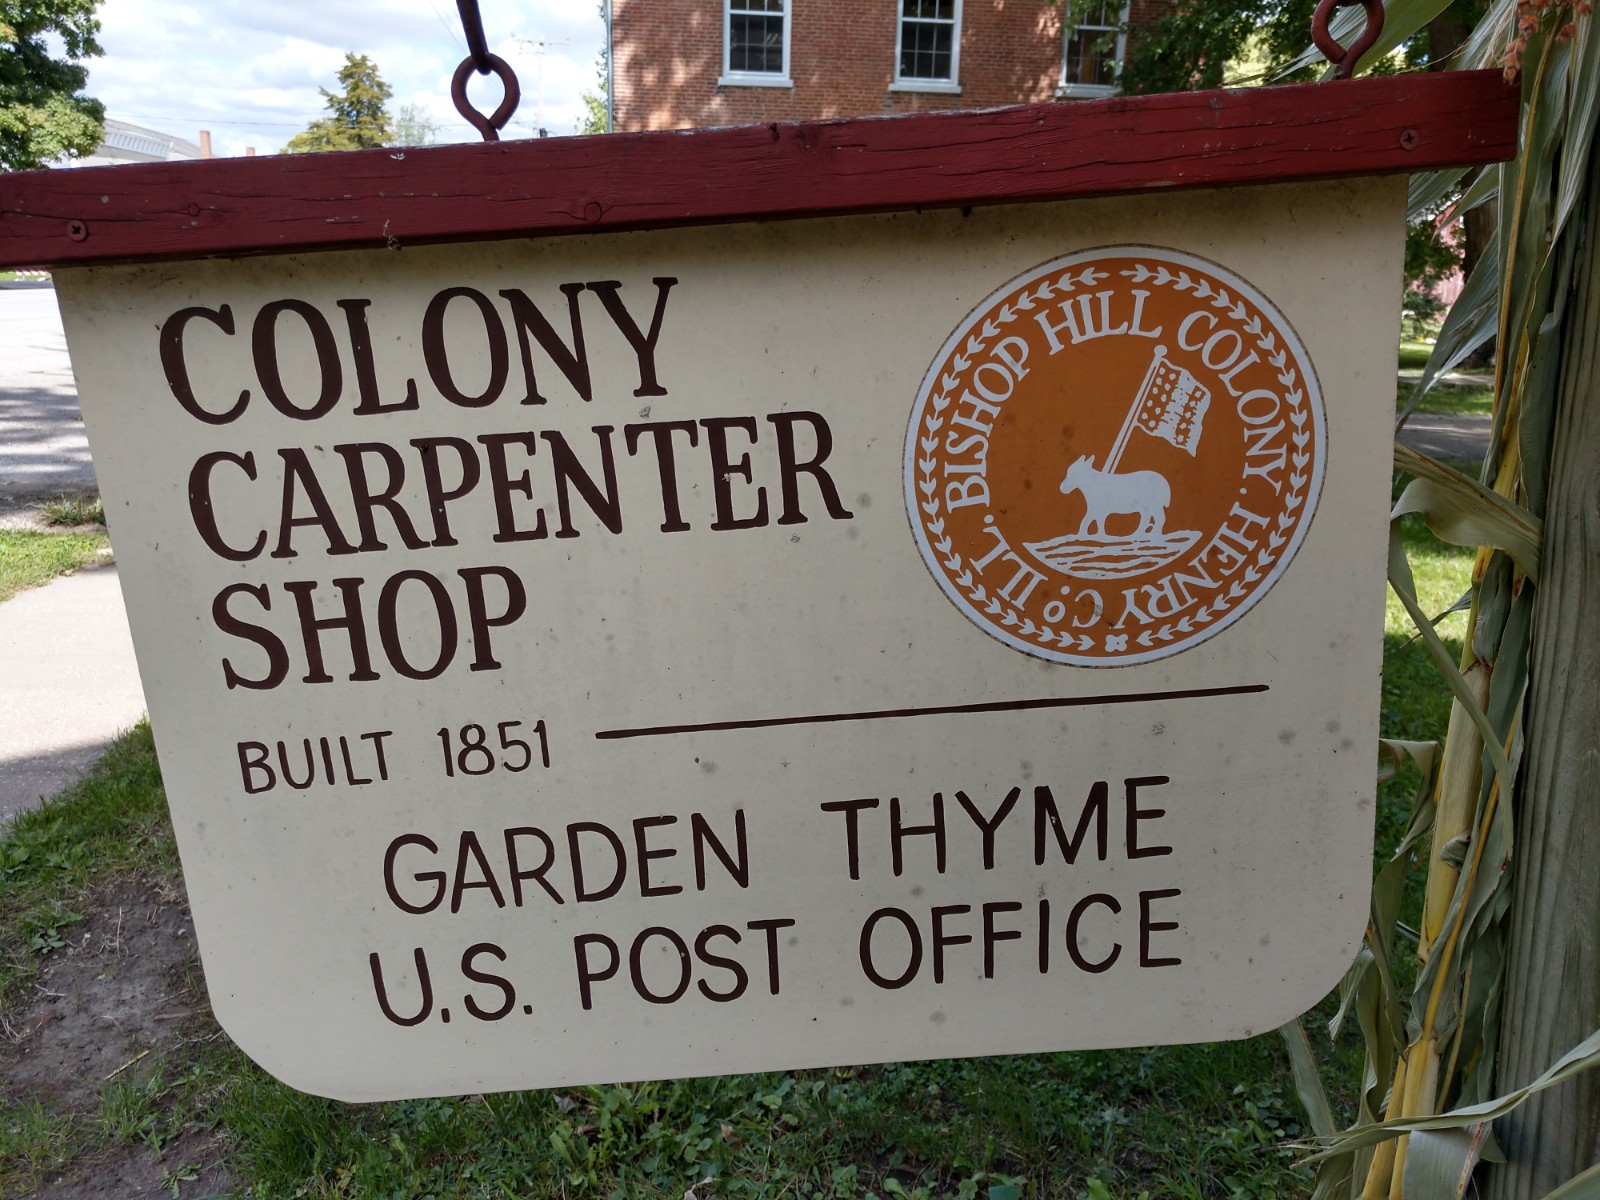 COLONY
CARPENTER
SHOP
BUILT 1851
BISHOP HILL COLONY. HENRY Co ILL.
GARDEN THYME
U.S. POST OFFICE